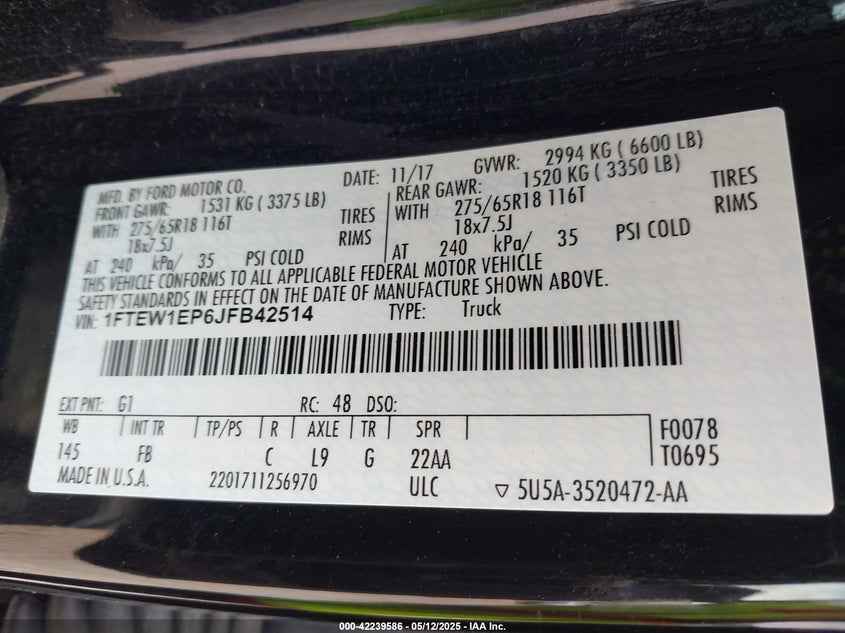 MFD. BY FORD MOTOR CO. DATE: 11/17 GVWR: 2994 KG ( 6600 LB)
FRONT GAWR: 1531 KG ( 3375 LB) REAR GAWR: 1520 KG ( 3350 LB)
WITH 275/65R18 116T TIRES WITH 275/65R18 116T TIRES
18x7.5J RIMS 18x7.5J RIMS
AT 240 kPa/ 35 PSI COLD AT 240 kPa/ 35 PSI COLD
THIS VEHICLE CONFORMS TO ALL APPLICABLE FEDERAL MOTOR VEHICLE
SAFETY STANDARDS IN EFFECT ON THE DATE OF MANUFACTURE SHOWN ABOVE.
VIN: 1FTEW1EP6JFB42514 TYPE: Truck
EXT PNT: G1 RC: 48 DSO:
WB INT TR TP/PS R AXLE TR SPR F0078
145 FB C L9 G 22AA T0695
MADE IN U.S.A. 2201711256970 ULC ▽ 5U5A-3520472-AA
000-42239586 - 05/12/2025 - IAA Inc.